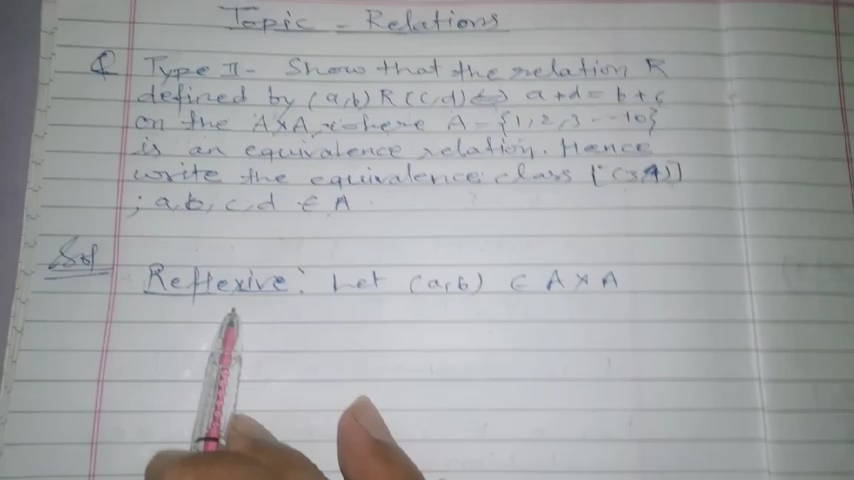 Topic - Relations
Q Type II - Show that the relation R
defined by (a,b) R (c,d) ⇔ a+d = b+c
on the A×A, where A = {1,2,3 - - 10}
is an equivalence relation. Hence
write the equivalence class [(3,4)]
; a,b,c,d ∈ A
Sol
Reflexive: Let (a,b) ∈ A × A